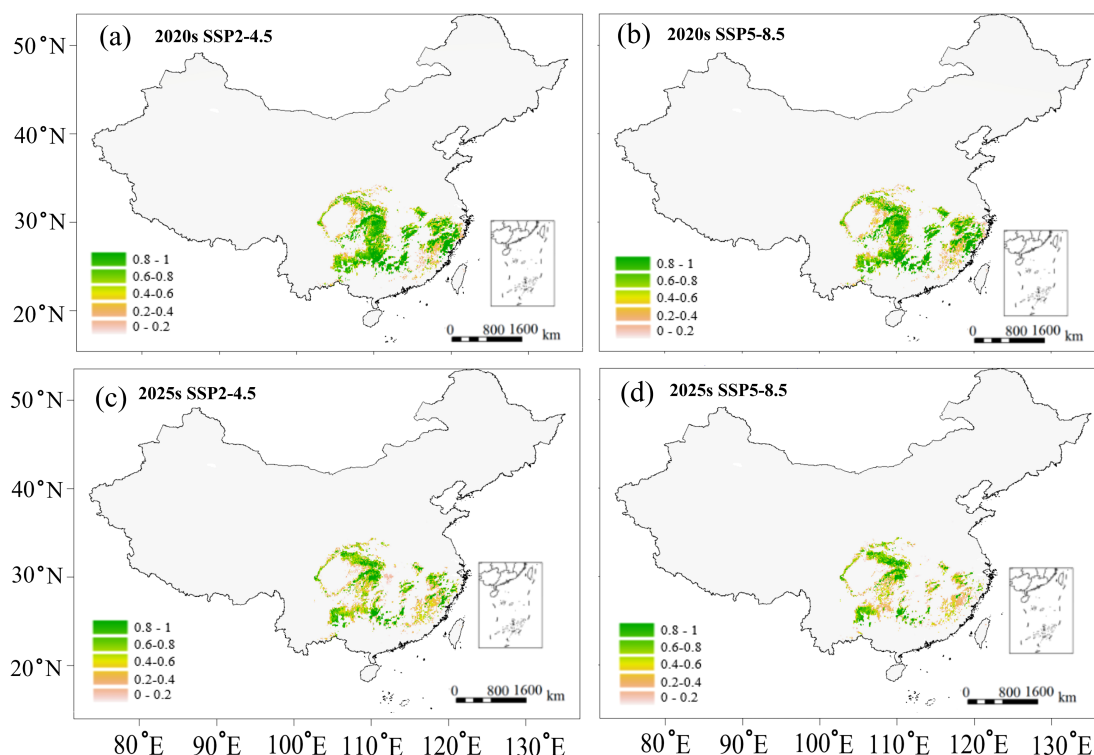 (a) 2020s SSP2-4.5
(b) 2020s SSP5-8.5
50°N
40°N
30°N
20°N
0.8 - 1
0.6-0.8
0.4-0.6
0.2-0.4
0 - 0.2
0 800 1600 km
0.8 - 1
0.6-0.8
0.4-0.6
0.2-0.4
0 - 0.2
0 800 1600 km
(c) 2025s SSP2-4.5
(d) 2025s SSP5-8.5
50°N
40°N
30°N
20°N
0.8 - 1
0.6-0.8
0.4-0.6
0.2-0.4
0 - 0.2
0 800 1600 km
0.8 - 1
0.6-0.8
0.4-0.6
0.2-0.4
0 - 0.2
0 800 1600 km
80°E 90°E 100°E 110°E 120°E 130°E
80°E 90°E 100°E 110°E 120°E 130°E